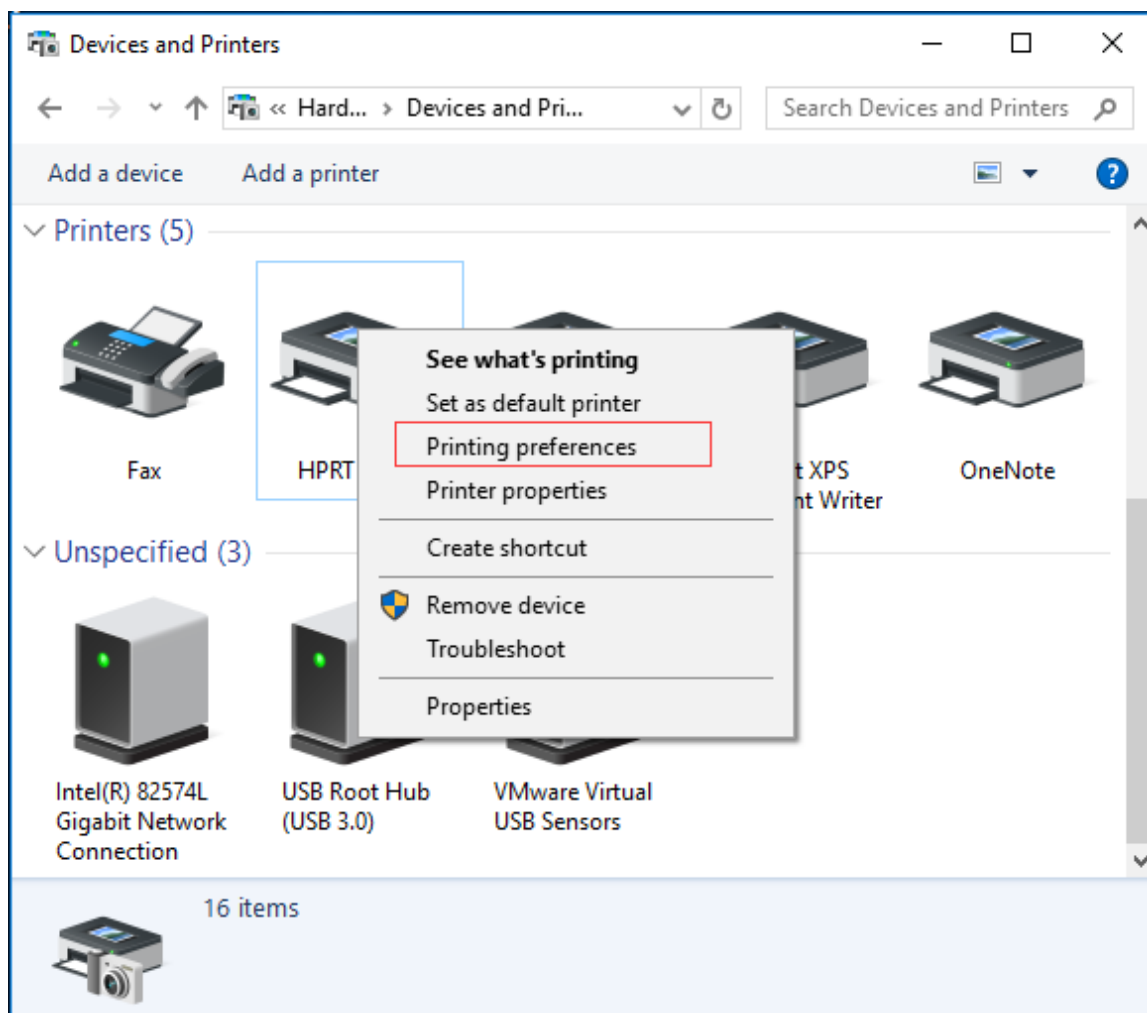 Devices and Printers
« Hard... > Devices and Pri...
Search Devices and Printers
Add a device
Add a printer
?
Printers (5)
Fax
HPRT
t XPS
nt Writer
OneNote
See what's printing
Set as default printer
Printing preferences
Printer properties
Create shortcut
Remove device
Troubleshoot
Properties
Unspecified (3)
Intel(R) 82574L
Gigabit Network
Connection
USB Root Hub
(USB 3.0)
VMware Virtual
USB Sensors
16 items